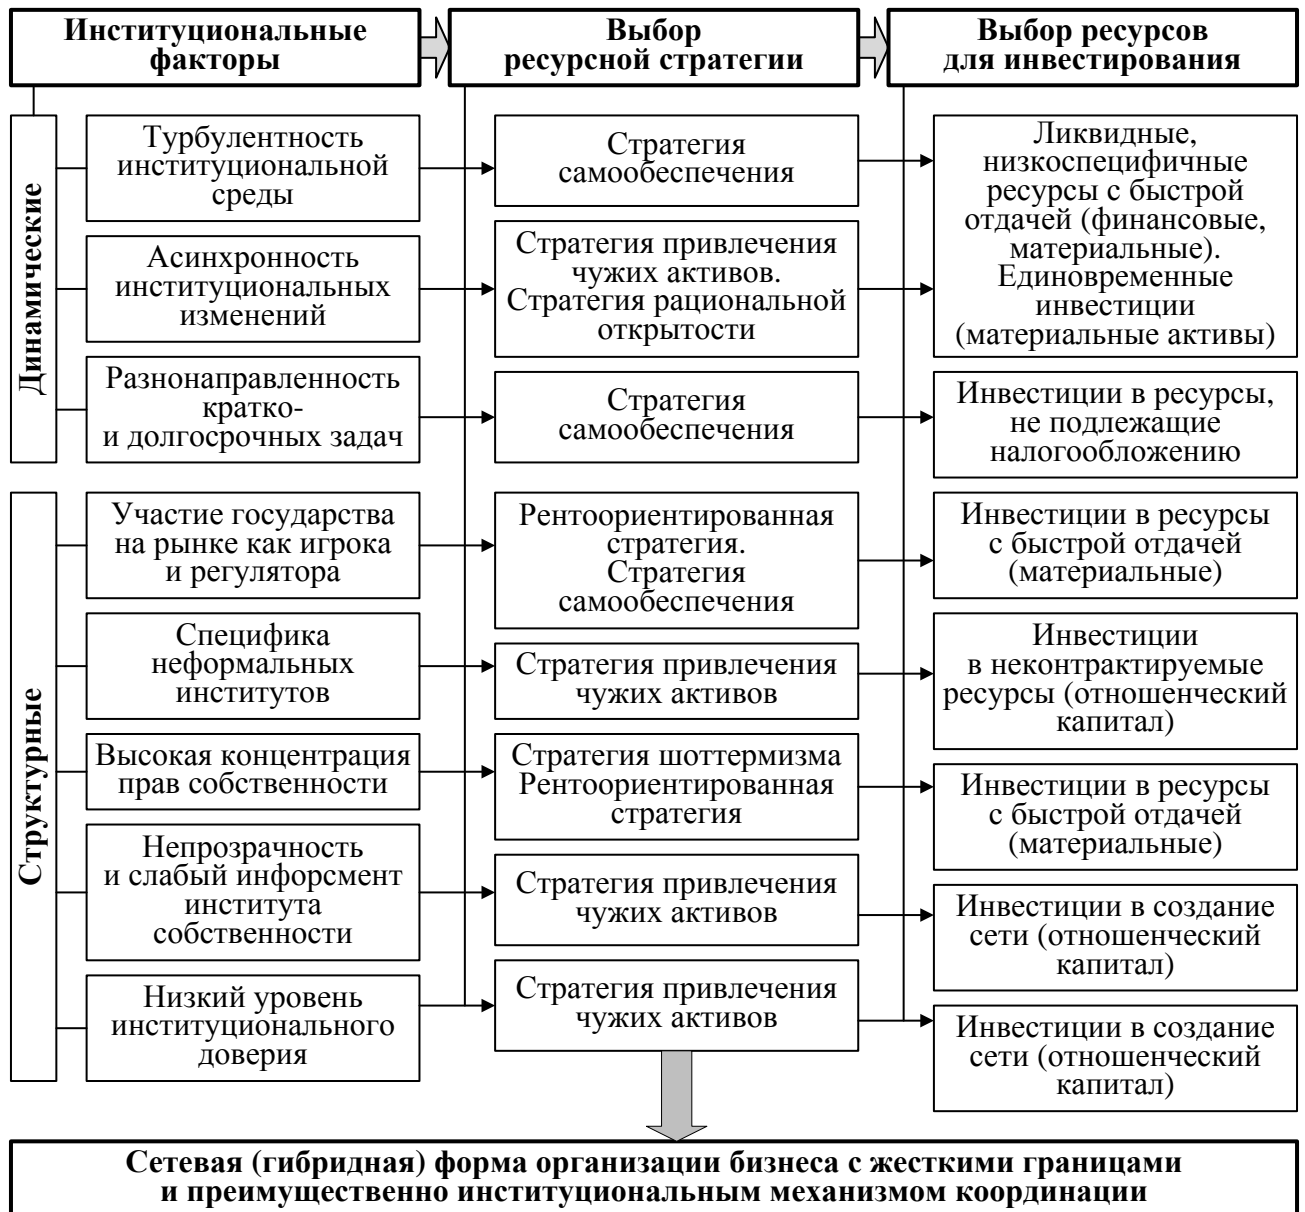 Институциональные
факторы
Выбор
ресурсной стратегии
Выбор ресурсов
для инвестирования
Динамические
Турбулентность
институциональной
среды
Стратегия
самообеспечения
Ликвидные,
низкоспецифичные
ресурсы с быстрой
отдачей (финансовые,
материальные).
Единовременные
инвестиции
(материальные активы)
Асинхронность
институциональных
изменений
Стратегия привлечения
чужих активов.
Стратегия рациональной
открытости
Разнонаправленность
кратко-
и долгосрочных задач
Стратегия
самообеспечения
Инвестиции в ресурсы,
не подлежащие
налогообложению
Структурные
Участие государства
на рынке как игрока
и регулятора
Рентоориентированная
стратегия.
Стратегия
самообеспечения
Инвестиции в ресурсы
с быстрой отдачей
(материальные)
Специфика
неформальных
институтов
Стратегия привлечения
чужих активов
Инвестиции
в неконтрактируемые
ресурсы (отношенческий
капитал)
Высокая концентрация
прав собственности
Стратегия шоттермизма
Рентоориентированная
стратегия
Инвестиции в ресурсы
с быстрой отдачей
(материальные)
Непрозрачность
и слабый инфорсмент
института
собственности
Стратегия привлечения
чужих активов
Инвестиции в создание
сети (отношенческий
капитал)
Низкий уровень
институционального
доверия
Стратегия привлечения
чужих активов
Инвестиции в создание
сети (отношенческий
капитал)
Сетевая (гибридная) форма организации бизнеса с жесткими границами
и преимущественно институциональным механизмом координации